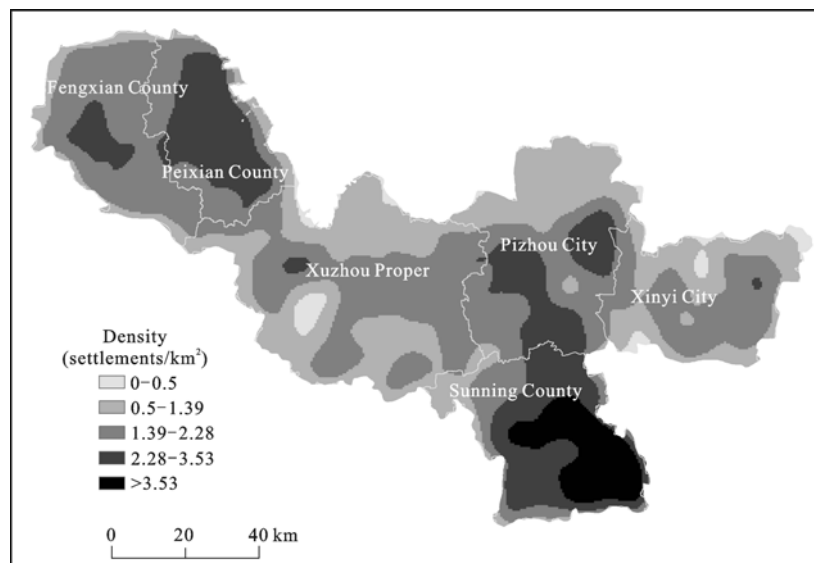 Fengxian County
Peixian County
Xuzhou Proper
Pizhou City
Xinyi City
Sunning County
Density
(settlements/km²)
0−0.5
0.5−1.39
1.39−2.28
2.28−3.53
>3.53
0 20 40 km